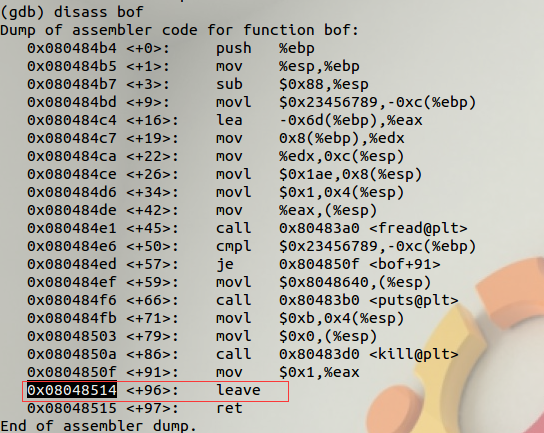 (gdb) disass bof
Dump of assembler code for function bof:
0x080484b4 <+0>: push %ebp
0x080484b5 <+1>: mov %esp,%ebp
0x080484b7 <+3>: sub $0x88,%esp
0x080484bd <+9>: movl $0x23456789,-0xc(%ebp)
0x080484c4 <+16>: lea -0x6d(%ebp),%eax
0x080484c7 <+19>: mov 0x8(%ebp),%edx
0x080484ca <+22>: mov %edx,0xc(%esp)
0x080484ce <+26>: movl $0x1ae,0x8(%esp)
0x080484d6 <+34>: movl $0x1,0x4(%esp)
0x080484de <+42>: mov %eax,(%esp)
0x080484e1 <+45>: call 0x80483a0 <fread@plt>
0x080484e6 <+50>: cmpl $0x23456789,-0xc(%ebp)
0x080484ed <+57>: je 0x804850f <bof+91>
0x080484ef <+59>: movl $0x8048640,(%esp)
0x080484f6 <+66>: call 0x80483b0 <puts@plt>
0x080484fb <+71>: movl $0xb,0x4(%esp)
0x08048503 <+79>: movl $0x0,(%esp)
0x0804850a <+86>: call 0x80483d0 <kill@plt>
0x0804850f <+91>: mov $0x1,%eax
0x08048514 <+96>: leave
0x08048515 <+97>: ret
End of assembler dump.